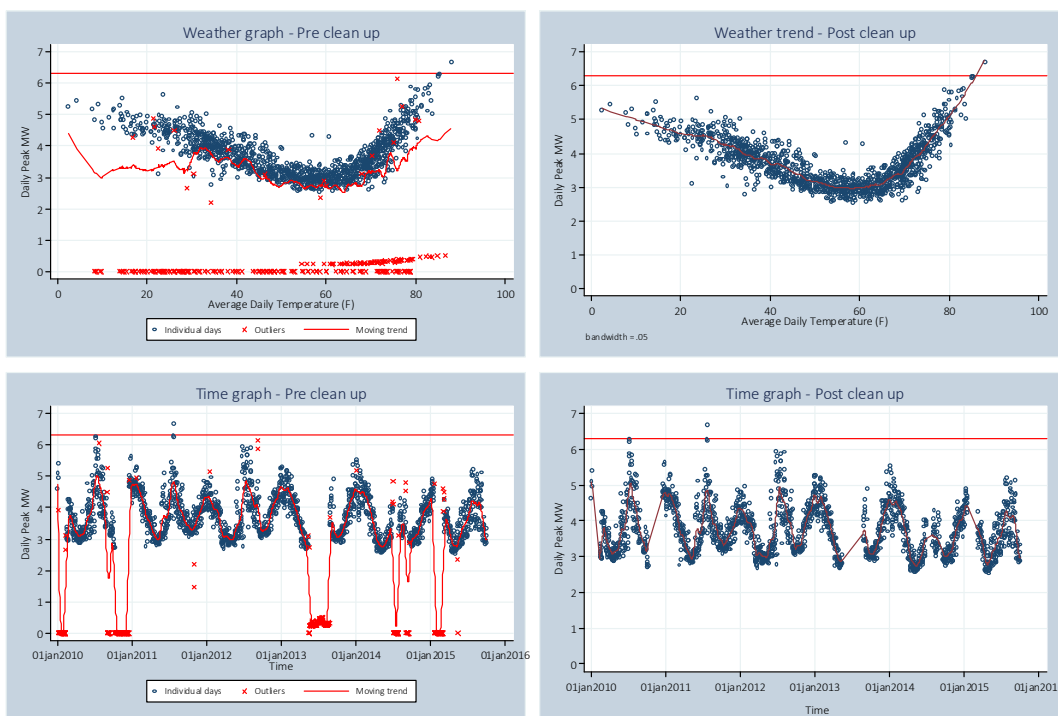 Weather graph - Pre clean up
7
6
5
4
3
2
1
0
Daily Peak MW
0 20 40 60 80 100
Average Daily Temperature (F)
Individual days Outliers Moving trend
Weather trend - Post clean up
7
6
5
4
3
2
1
0
Daily Peak MW
0 20 40 60 80 100
Average Daily Temperature (F)
bandwidth = .05
Time graph - Pre clean up
7
6
5
4
3
2
1
0
Daily Peak MW
01jan2010 01jan2011 01jan2012 01jan2013 01jan2014 01jan2015 01jan2016
Time
Individual days Outliers Moving trend
Time graph - Post clean up
7
6
5
4
3
2
1
0
Daily Peak MW
01jan2010 01jan2011 01jan2012 01jan2013 01jan2014 01jan2015 01jan201
Time